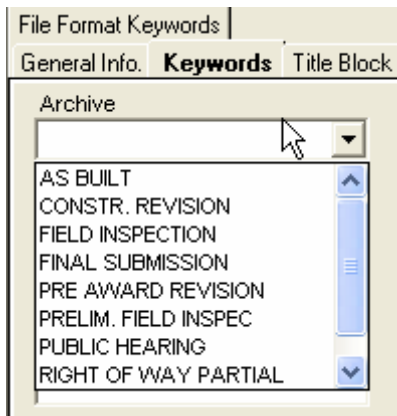 File Format Keywords
General Info. Keywords Title Block
Archive
AS BUILT
CONSTR. REVISION
FIELD INSPECTION
FINAL SUBMISSION
PRE AWARD REVISION
PRELIM. FIELD INSPEC
PUBLIC HEARING
RIGHT OF WAY PARTIAL